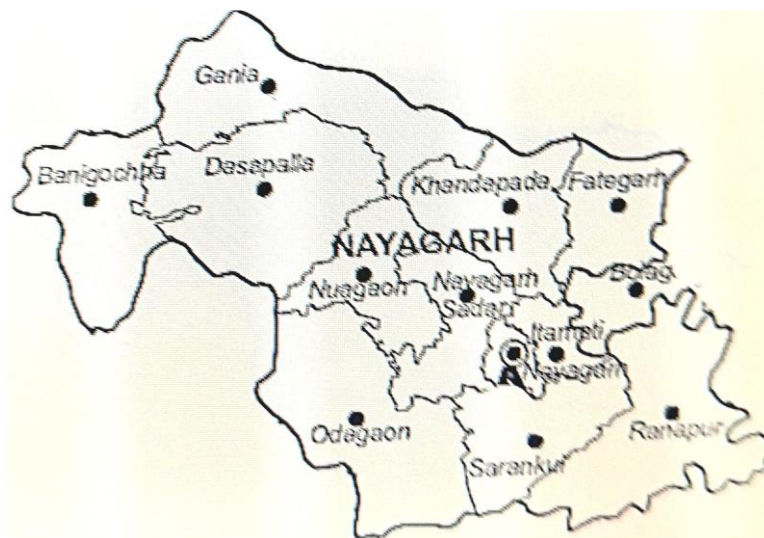 Gania
Banigochha
Dasapalla
Khandapada
Fategarh
NAYAGARH
Nuagaon
Nayagarh
Sadar
Bolag
Itamati
Nayagarh
A
Odagaon
Sarankul
Ranapur